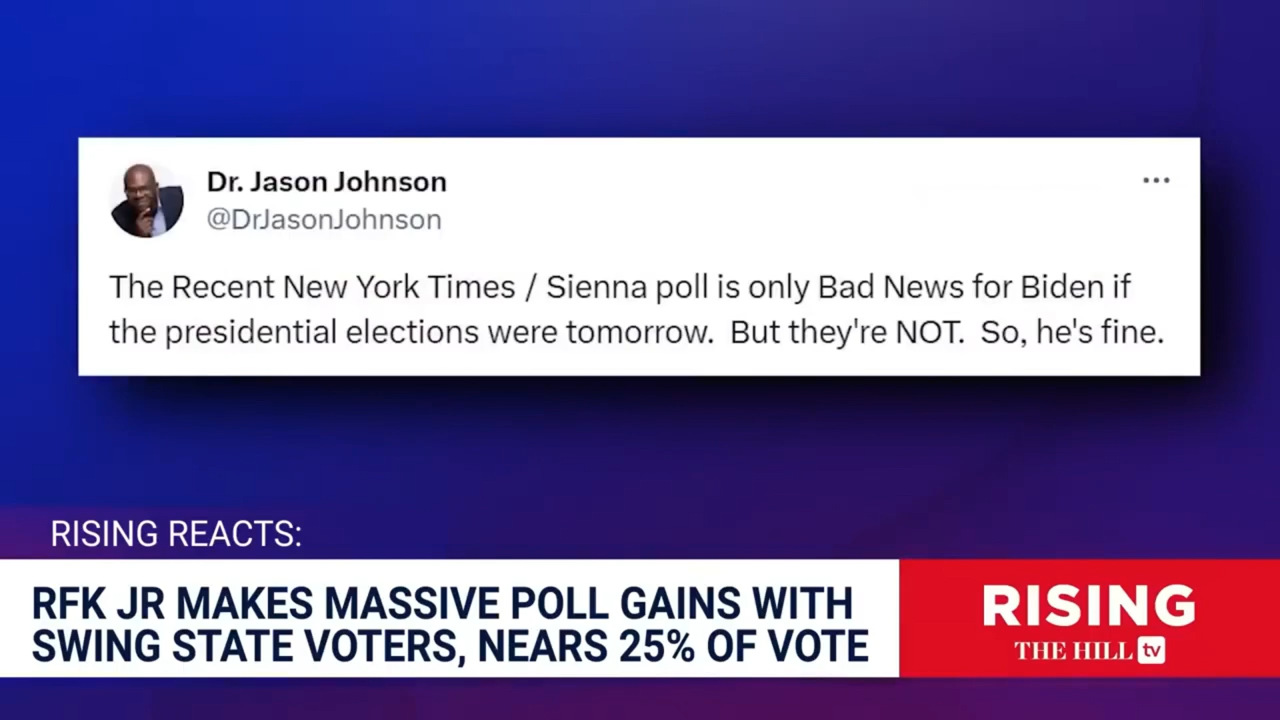 Dr. Jason Johnson
@DrJasonJohnson
The Recent New York Times / Sienna poll is only Bad News for Biden if
the presidential elections were tomorrow.  But they're NOT.  So, he's fine.
RISING REACTS:
RFK JR MAKES MASSIVE POLL GAINS WITH
SWING STATE VOTERS, NEARS 25% OF VOTE
RISING
THE HILL tv